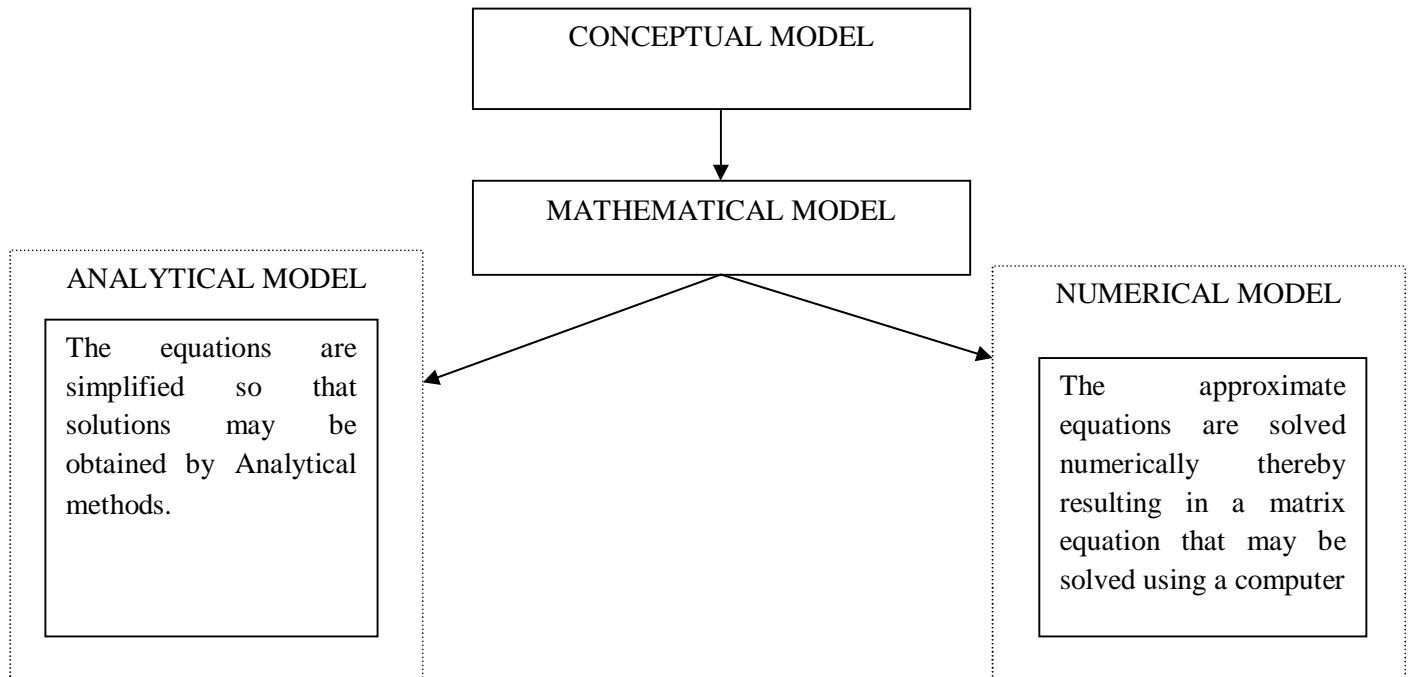 CONCEPTUAL MODEL
MATHEMATICAL MODEL
ANALYTICAL MODEL
The equations are
simplified so that
solutions may be
obtained by Analytical
methods.
NUMERICAL MODEL
The approximate
equations are solved
numerically thereby
resulting in a matrix
equation that may be
solved using a computer